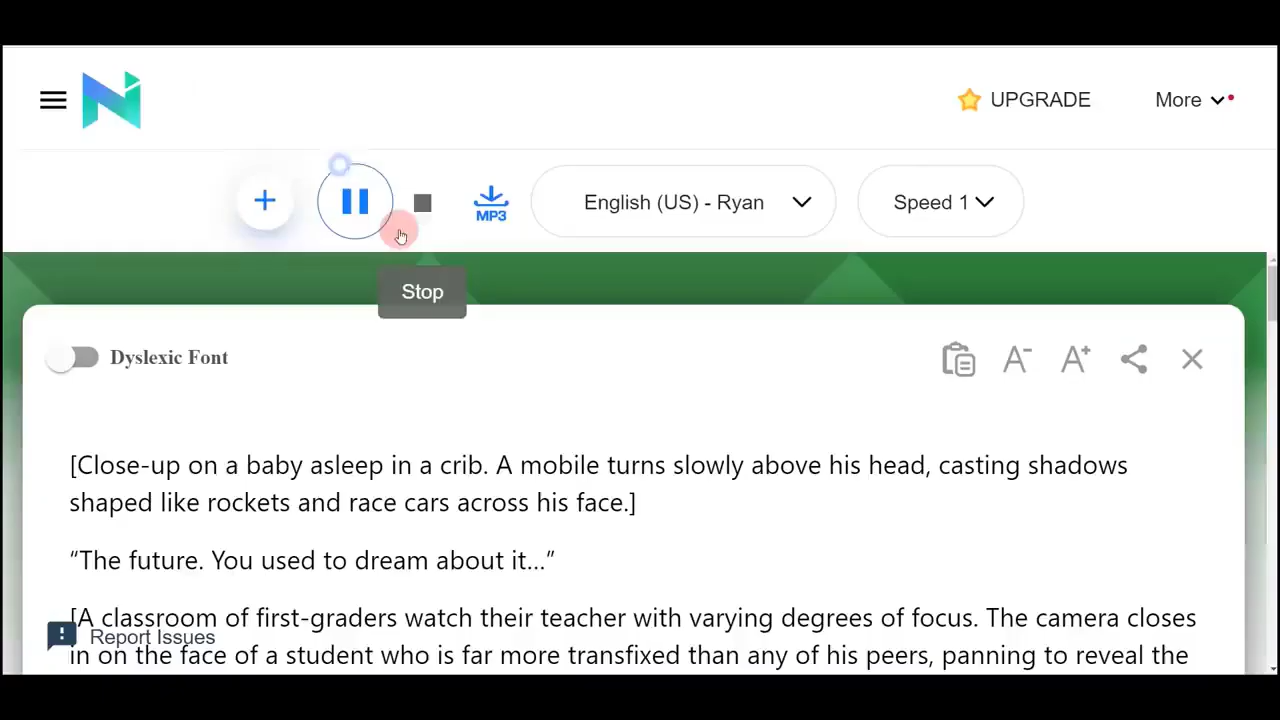 UPGRADE
More
MP3
English (US) - Ryan
Speed 1
Stop
Dyslexic Font
A-
A+
[Close-up on a baby asleep in a crib. A mobile turns slowly above his head, casting shadows
shaped like rockets and race cars across his face.]
“The future. You used to dream about it...”
[A classroom of first-graders watch their teacher with varying degrees of focus. The camera closes
Report Issues
in on the face of a student who is far more transfixed than any of his peers, panning to reveal the